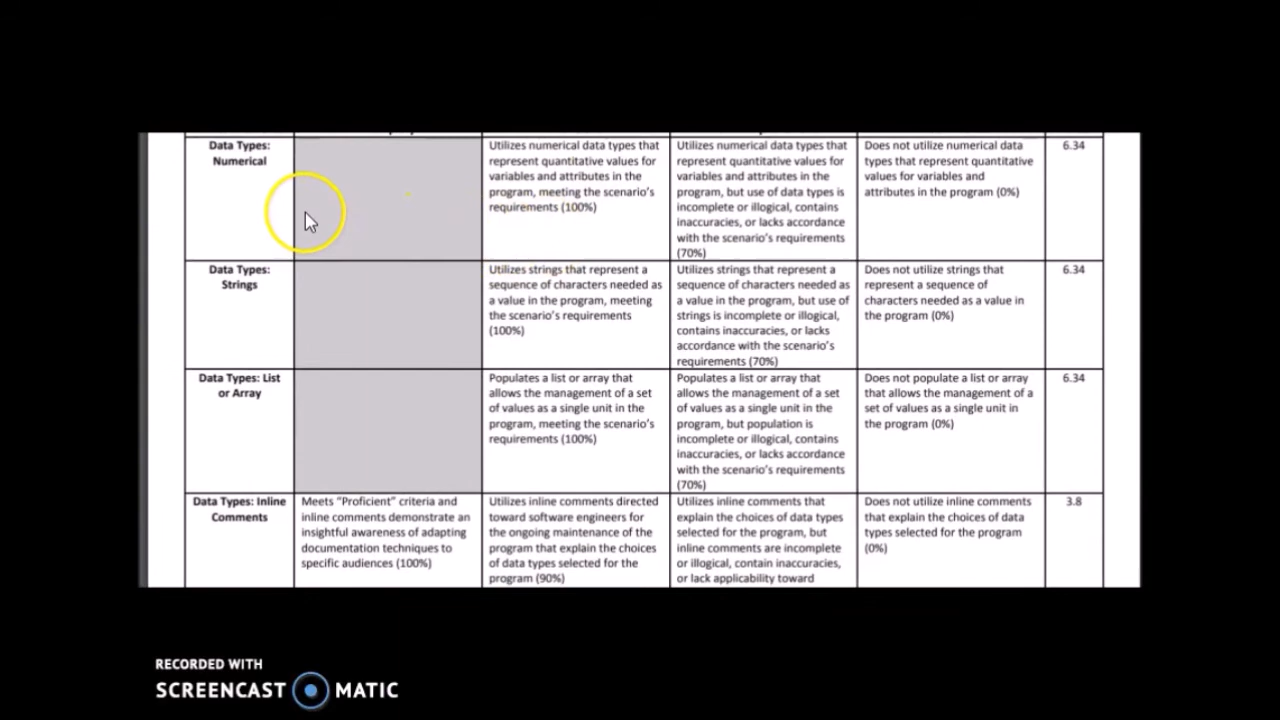 Data Types:
Numerical
Utilizes numerical data types that
represent quantitative values for
variables and attributes in the
program, meeting the scenario's
requirements (100%)
Utilizes numerical data types that
represent quantitative values for
variables and attributes in the
program, but use of data types is
incomplete or illogical, contains
inaccuracies, or lacks accordance
with the scenario's requirements
(70%)
Does not utilize numerical data
types that represent quantitative
values for variables and
attributes in the program (0%)
6.34
Data Types:
Strings
Utilizes strings that represent a
sequence of characters needed as
a value in the program, meeting
the scenario's requirements
(100%)
Utilizes strings that represent a
sequence of characters needed as
a value in the program, but use of
strings is incomplete or illogical,
contains inaccuracies, or lacks
accordance with the scenario's
requirements (70%)
Does not utilize strings that
represent a sequence of
characters needed as a value in
the program (0%)
6.34
Data Types: List
or Array
Populates a list or array that
allows the management of a set
of values as a single unit in the
program, meeting the scenario's
requirements (100%)
Populates a list or array that
allows the management of a set
of values as a single unit in the
program, but population is
incomplete or illogical, contains
inaccuracies, or lacks accordance
with the scenario's requirements
(70%)
Does not populate a list or array
that allows the management of a
set of values as a single unit in
the program (0%)
6.34
Data Types: Inline
Comments
Meets "Proficient" criteria and
inline comments demonstrate an
insightful awareness of adapting
documentation techniques to
specific audiences (100%)
Utilizes inline comments directed
toward software engineers for
the ongoing maintenance of the
program that explain the choices
of data types selected for the
program (90%)
Utilizes inline comments that
explain the choices of data types
selected for the program, but
inline comments are incomplete
or illogical, contain inaccuracies,
or lack applicability toward
Does not utilize inline comments
that explain the choices of data
types selected for the program
(0%)
3.8
RECORDED WITH
SCREENCAST MATIC